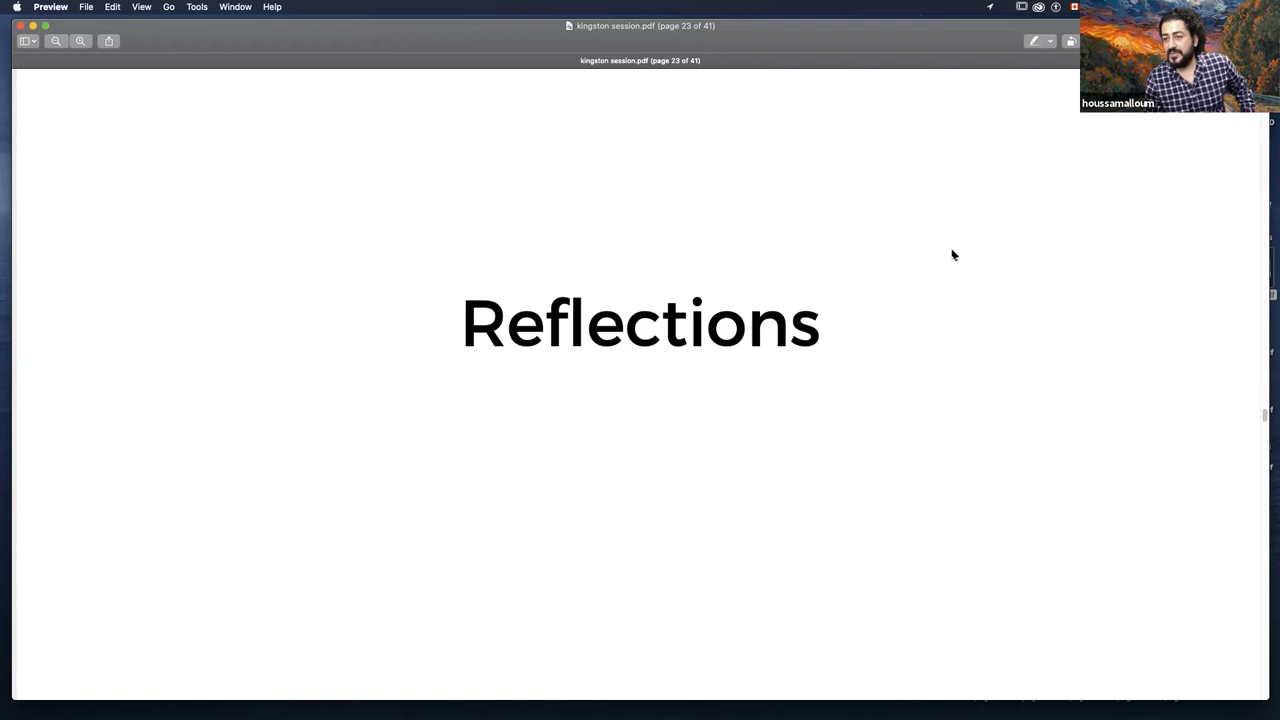 Preview File Edit View Go Tools Window Help
kingston session.pdf (page 23 of 41)
kingston session.pdf (page 23 of 41)
houssamalloum
Reflections